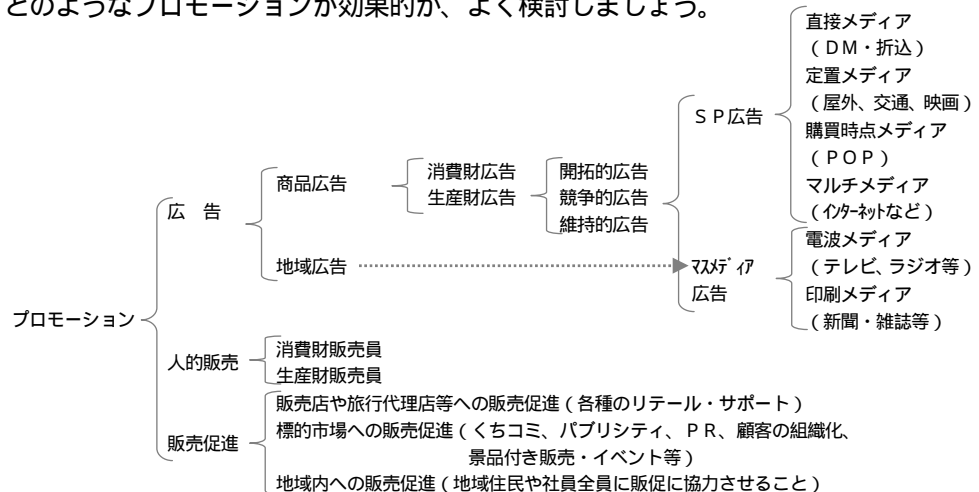 どのようなプロモーションが効果的か、よく検討しましょう。
直接メディア
（ＤＭ・折込）
定置メディア
（屋外、交通、映画）
ＳＰ広告
購買時点メディア
（ＰＯＰ）
消費財広告
開拓的広告
マルチメディア
商品広告
生産財広告
競争的広告
（ｲﾝﾀｰﾈｯﾄなど）
広　告
維持的広告
電波メディア
（テレビ、ラジオ等）
地域広告
ﾏｽﾒﾃﾞｨｱ
広告
印刷メディア
（新聞・雑誌等）
プロモーション
消費財販売員
人的販売
生産財販売員
販売店や旅行代理店等への販売促進（各種のリテール・サポート）
標的市場への販売促進（くちコミ、パブリシティ、ＰＲ、顧客の組織化、
販売促進
景品付き販売・イベント等）
地域内への販売促進（地域住民や社員全員に販促に協力させること）